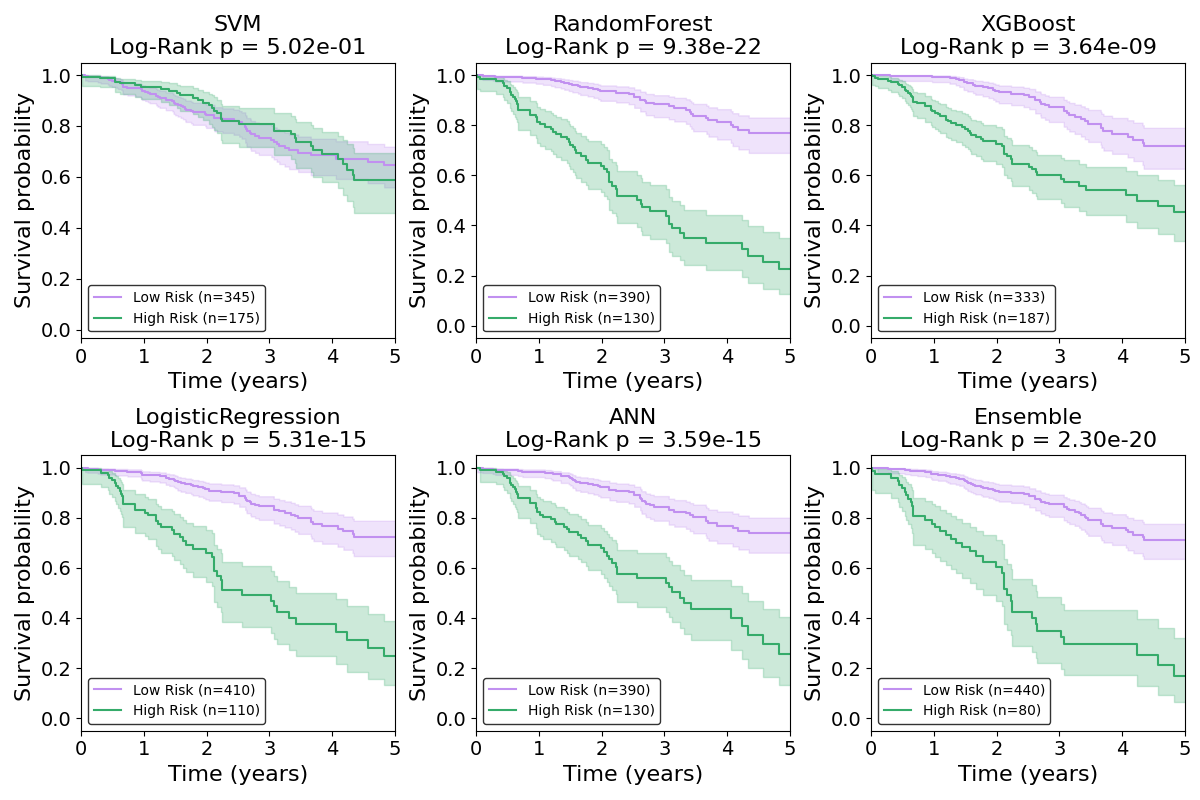 SVM
Log-Rank p = 5.02e-01
Survival probability
1.0
0.8
0.6
0.4
0.2
0.0
Low Risk (n=345)
High Risk (n=175)
0 1 2 3 4 5
Time (years)
RandomForest
Log-Rank p = 9.38e-22
Survival probability
1.0
0.8
0.6
0.4
0.2
0.0
Low Risk (n=390)
High Risk (n=130)
0 1 2 3 4 5
Time (years)
XGBoost
Log-Rank p = 3.64e-09
Survival probability
1.0
0.8
0.6
0.4
0.2
0.0
Low Risk (n=333)
High Risk (n=187)
0 1 2 3 4 5
Time (years)
LogisticRegression
Log-Rank p = 5.31e-15
Survival probability
1.0
0.8
0.6
0.4
0.2
0.0
Low Risk (n=410)
High Risk (n=110)
0 1 2 3 4 5
Time (years)
ANN
Log-Rank p = 3.59e-15
Survival probability
1.0
0.8
0.6
0.4
0.2
0.0
Low Risk (n=390)
High Risk (n=130)
0 1 2 3 4 5
Time (years)
Ensemble
Log-Rank p = 2.30e-20
Survival probability
1.0
0.8
0.6
0.4
0.2
0.0
Low Risk (n=440)
High Risk (n=80)
0 1 2 3 4 5
Time (years)